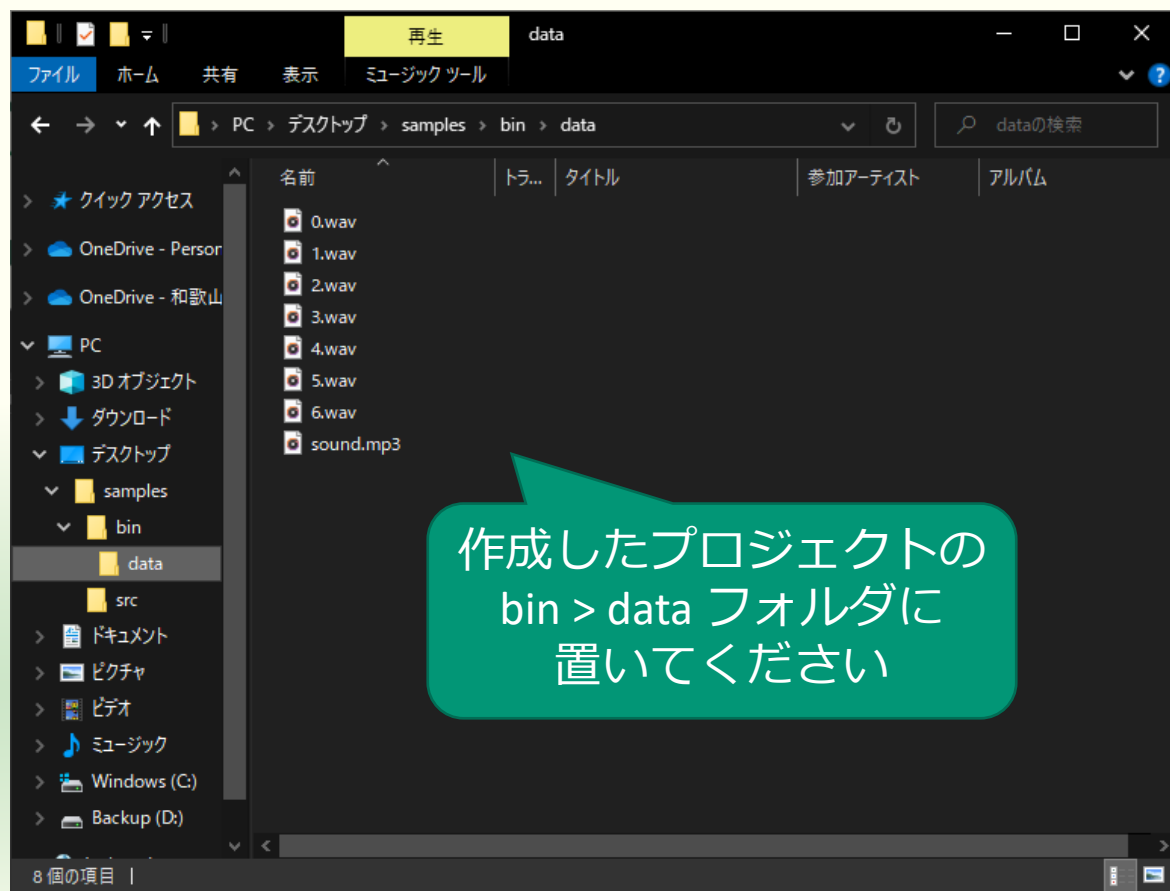 再生
data
ファイル
ホーム
共有
表示
ミュージック ツール
PC > デスクトップ > samples > bin > data
dataの検索
名前
トラ...
タイトル
参加アーティスト
アルバム
クイック アクセス
OneDrive - Person
OneDrive - 和歌山
PC
3D オブジェクト
ダウンロード
デスクトップ
samples
bin
data
src
ドキュメント
ピクチャ
ビデオ
ミュージック
Windows (C:)
Backup (D:)
0.wav
1.wav
2.wav
3.wav
4.wav
5.wav
6.wav
sound.mp3
作成したプロジェクトの
bin > data フォルダに
置いてください
8 個の項目